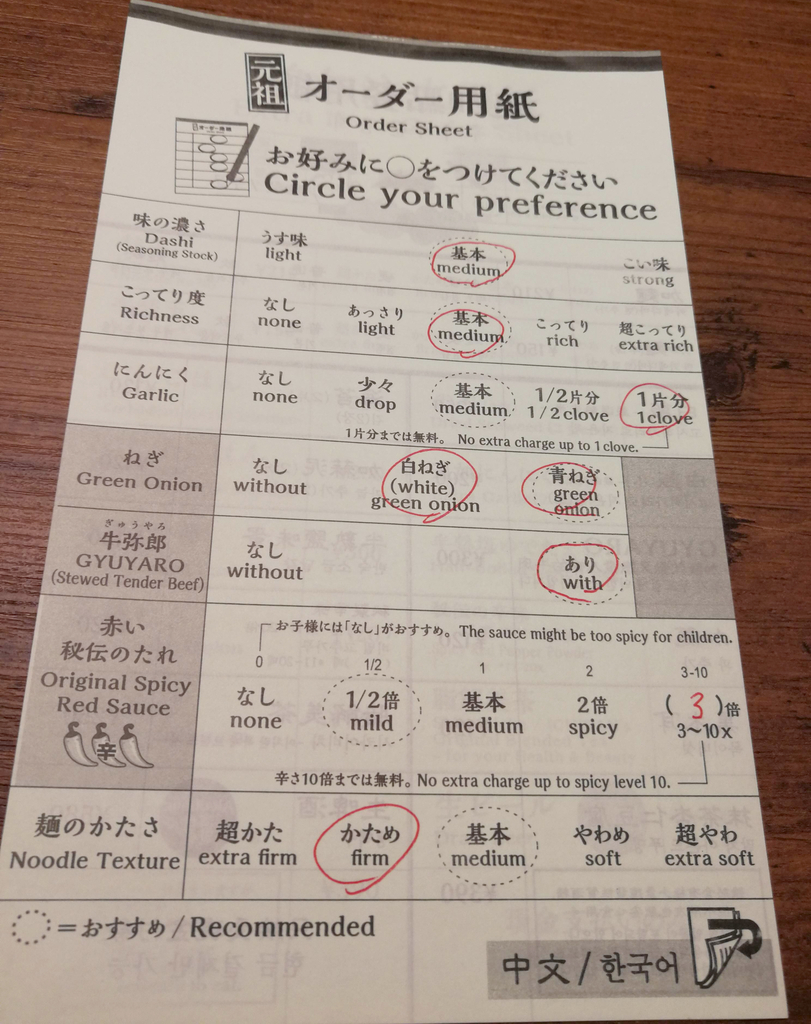 元祖
オーダー用紙
Order Sheet
お好みに○をつけてください
Circle your preference
味の濃さ
Dashi
(Seasoning Stock)
うす味
light
基本
medium
こい味
strong
こってり度
Richness
なし
none
あっさり
light
基本
medium
こってり
rich
超こってり
extra rich
にんにく
Garlic
なし
none
少々
drop
基本
medium
1/2片分
1/2 clove
1片分
1clove
1片分までは無料。 No extra charge up to 1 clove.
ねぎ
Green Onion
なし
without
白ねぎ
(white)
green onion
青ねぎ
green
onion
ぎゅうやろ
牛弥郎
GYUYARO
(Stewed Tender Beef)
なし
without
あり
with
赤い
秘伝のたれ
Original Spicy
Red Sauce
辛
お子様には「なし」がおすすめ。 The sauce might be too spicy for children.
0
1/2
1
2
3-10
なし
none
1/2倍
mild
基本
medium
2倍
spicy
( 3 )倍
3〜10x
辛さ10倍までは無料。No extra charge up to spicy level 10.
麺のかたさ
Noodle Texture
超かた
extra firm
かため
firm
基本
medium
やわめ
soft
超やわ
extra soft
=おすすめ / Recommended
中文 / 한국어